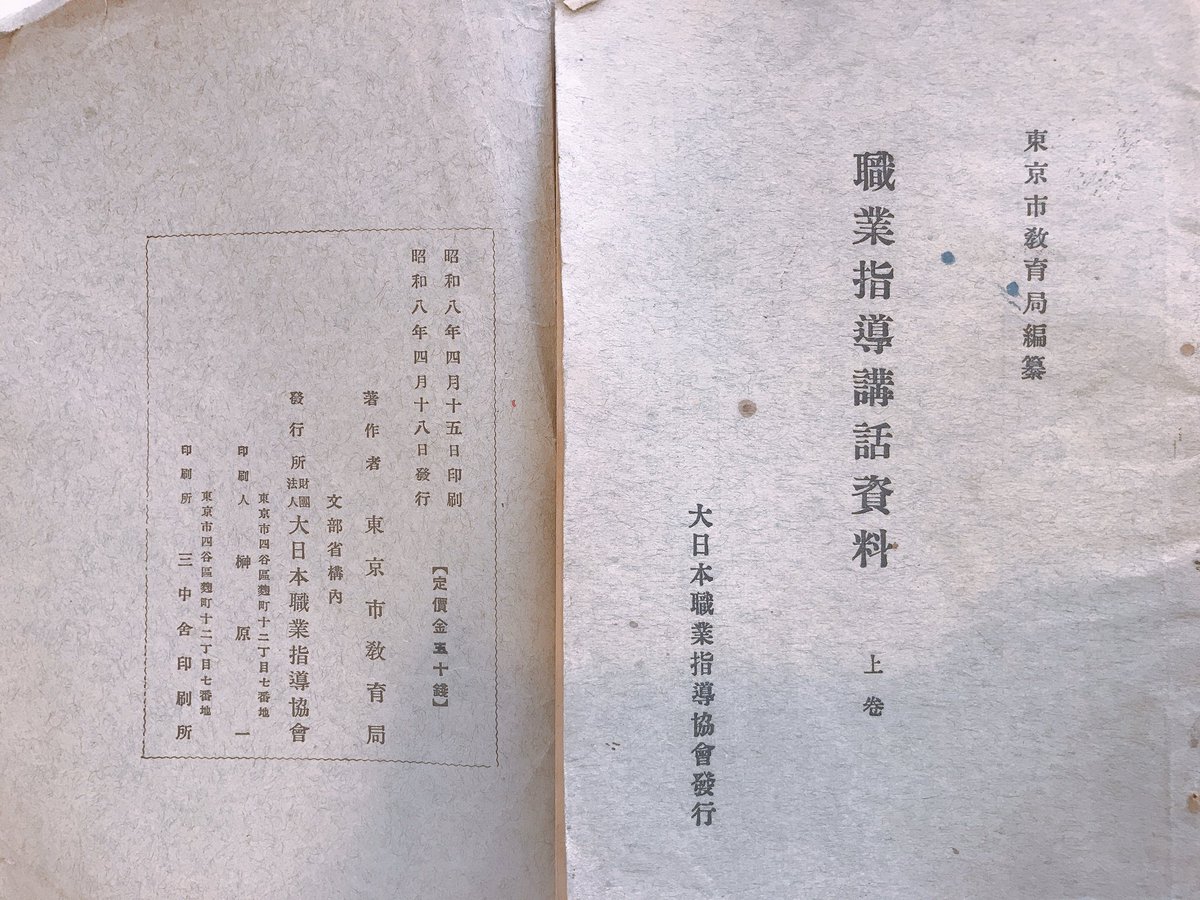 東京市教育局編纂
職業指導講話資料 上卷
大日本職業指導協會發行
昭和八年四月十五日印刷
昭和八年四月十八日發行
【定價金五十錢】
著作者 東京市教育局
文部省構內
發行所 財團法人 大日本職業指導協會
東京市四谷區麴町十二丁目七番地
印刷人 榊原一
東京市四谷區麴町十二丁目七番地
印刷所 三中舍印刷所